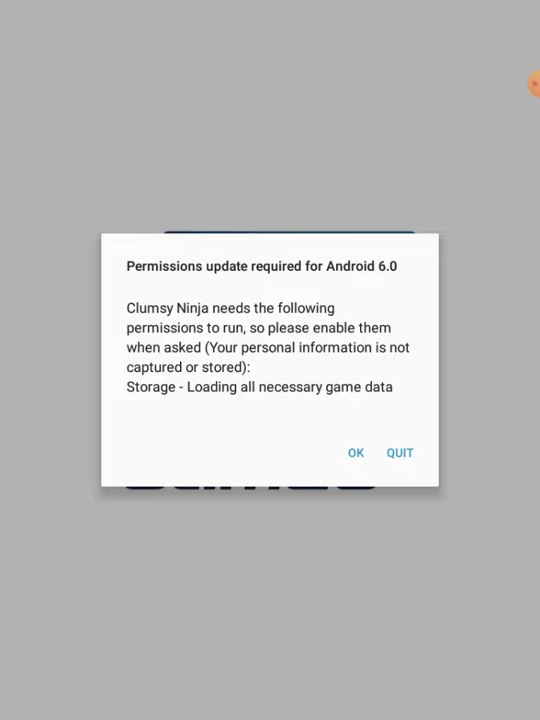 Permissions update required for Android 6.0
Clumsy Ninja needs the following
permissions to run, so please enable them
when asked (Your personal information is not
captured or stored):
Storage - Loading all necessary game data
OK QUIT